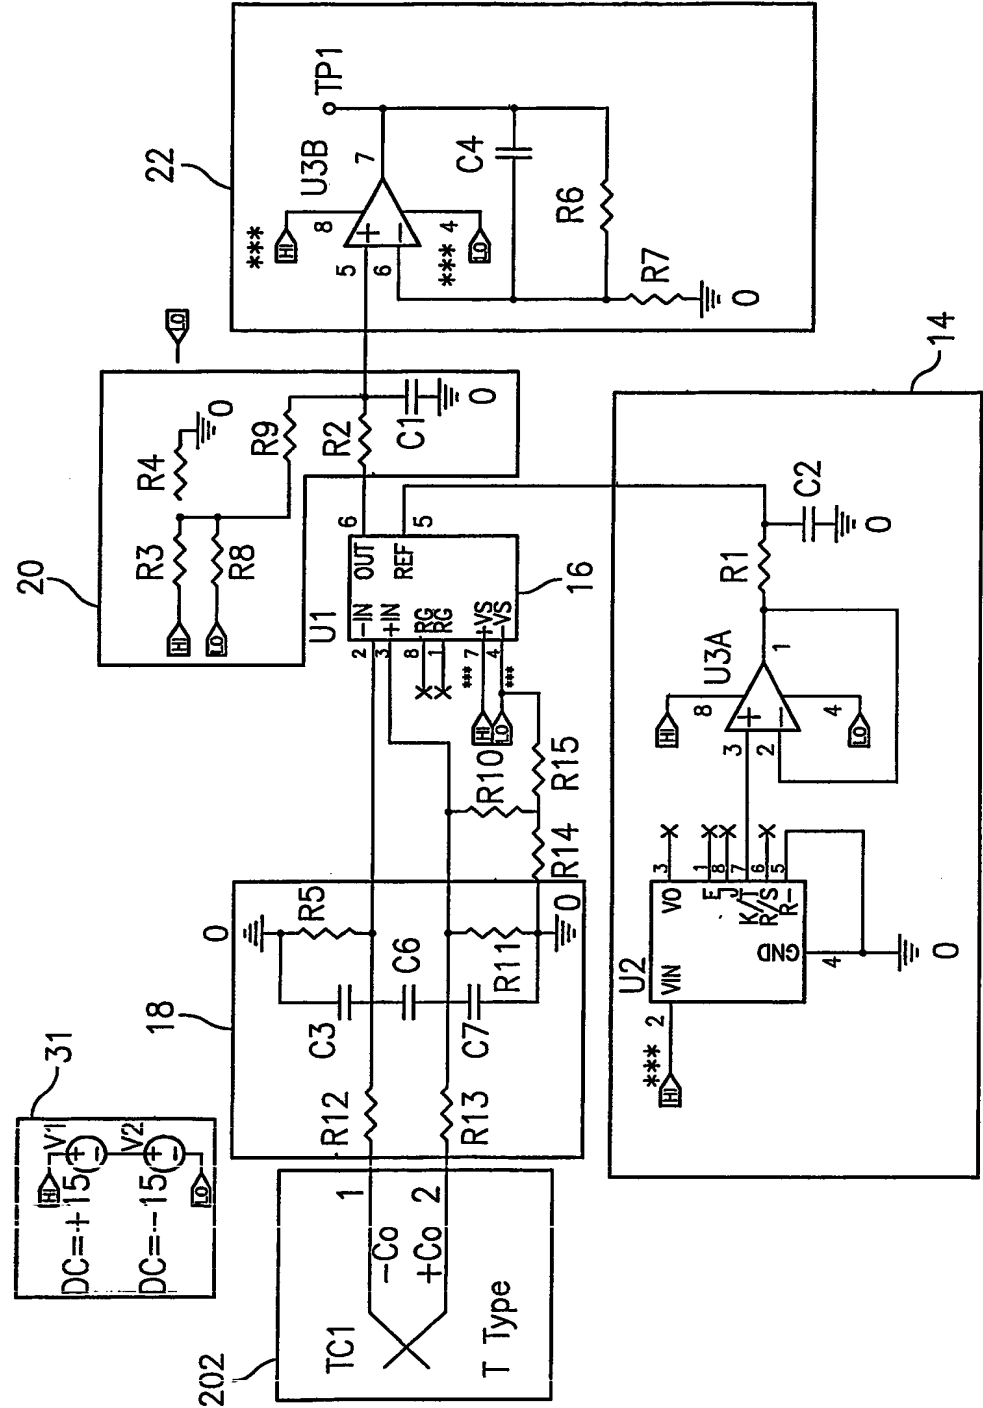 31
HI
V1
+
DC=+15
-
V2
+
DC=-15
-
LO
202
TC1
-Co
1
+Co
2
T Type
18
0
C3
R5
C6
C7
R11
0
R12
R13
R14
R15
R10
20
HI
R3
R4
0
LO
R8
R9
LO
R2
C1
0
U1
16
2
-IN
3
+IN
8
RG
1
RG
***
7
+VS
4
-VS
***
HI
LO
OUT
6
REF
5
22
U3B
TP1
***
HI
8
5
+
6
-
7
***
4
LO
C4
R6
R7
0
14
U2
***
HI
2
VIN
VO
3
E
1
J
8
K/T
7
R/S
6
R-
5
GND
4
0
U3A
HI
8
3
+
2
-
1
4
LO
R1
C2
0